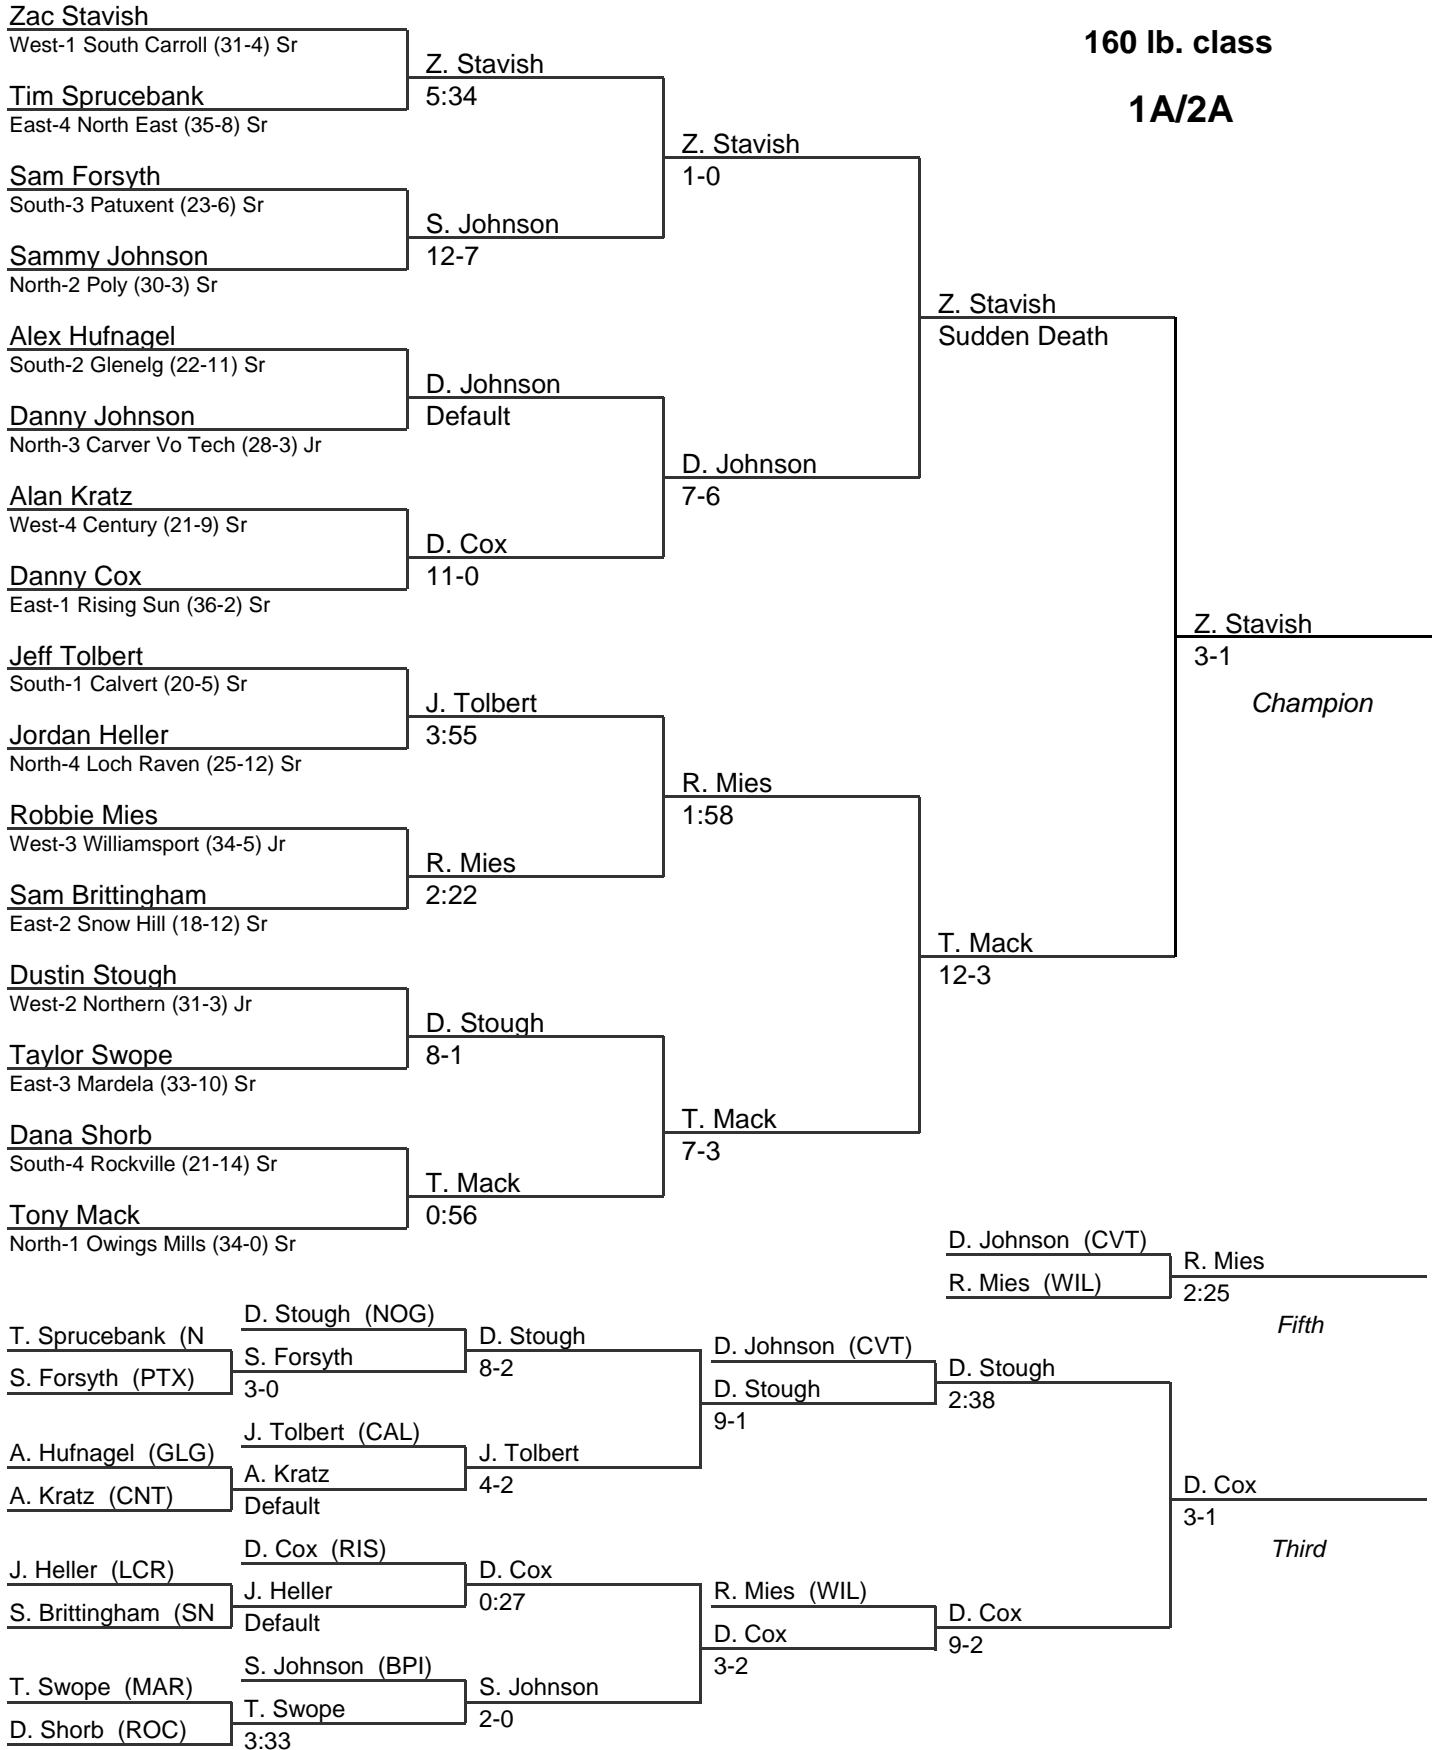 160 lb. class
1A/2A
Zac Stavish
West-1 South Carroll (31-4) Sr
Tim Sprucebank
East-4 North East (35-8) Sr
Sam Forsyth
South-3 Patuxent (23-6) Sr
Sammy Johnson
North-2 Poly (30-3) Sr
Alex Hufnagel
South-2 Glenelg (22-11) Sr
Danny Johnson
North-3 Carver Vo Tech (28-3) Jr
Alan Kratz
West-4 Century (21-9) Sr
Danny Cox
East-1 Rising Sun (36-2) Sr
Jeff Tolbert
South-1 Calvert (20-5) Sr
Jordan Heller
North-4 Loch Raven (25-12) Sr
Robbie Mies
West-3 Williamsport (34-5) Jr
Sam Brittingham
East-2 Snow Hill (18-12) Sr
Dustin Stough
West-2 Northern (31-3) Jr
Taylor Swope
East-3 Mardela (33-10) Sr
Dana Shorb
South-4 Rockville (21-14) Sr
Tony Mack
North-1 Owings Mills (34-0) Sr
Z. Stavish
5:34
S. Johnson
12-7
D. Johnson
Default
D. Cox
11-0
J. Tolbert
3:55
R. Mies
2:22
D. Stough
8-1
T. Mack
0:56
Z. Stavish
1-0
D. Johnson
7-6
R. Mies
1:58
T. Mack
7-3
Z. Stavish
Sudden Death
T. Mack
12-3
Z. Stavish
3-1
Champion
D. Johnson (CVT)
R. Mies (WIL)
R. Mies
2:25
Fifth
T. Sprucebank (N
S. Forsyth (PTX)
A. Hufnagel (GLG)
A. Kratz (CNT)
J. Heller (LCR)
S. Brittingham (SN
T. Swope (MAR)
D. Shorb (ROC)
D. Stough (NOG)
S. Forsyth
3-0
J. Tolbert (CAL)
A. Kratz
Default
D. Cox (RIS)
J. Heller
Default
S. Johnson (BPI)
T. Swope
3:33
D. Stough
8-2
J. Tolbert
4-2
D. Cox
0:27
S. Johnson
2-0
D. Johnson (CVT)
D. Stough
9-1
R. Mies (WIL)
D. Cox
3-2
D. Stough
2:38
D. Cox
9-2
D. Cox
3-1
Third